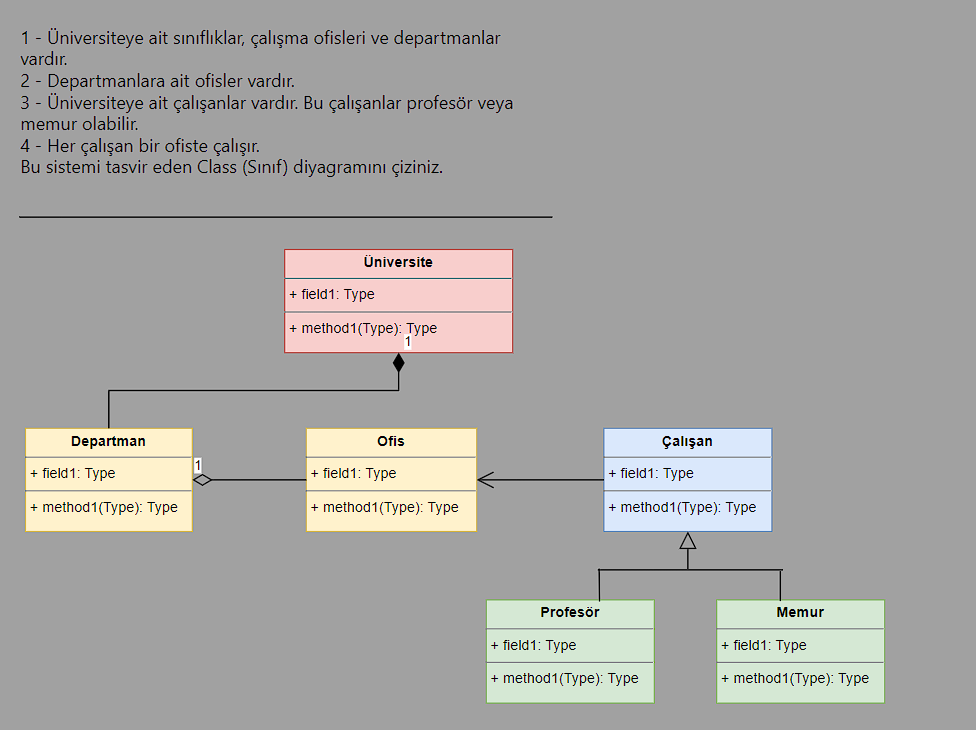 1 - Üniversiteye ait sınıflıklar, çalışma ofisleri ve departmanlar
vardır.
2 - Departmanlara ait ofisler vardır.
3 - Üniversiteye ait çalışanlar vardır. Bu çalışanlar profesör veya
memur olabilir.
4 - Her çalışan bir ofiste çalışır.
Bu sistemi tasvir eden Class (Sınıf) diyagramını çiziniz.
Üniversite
+ field1: Type
+ method1(Type): Type
1
Departman
+ field1: Type
+ method1(Type): Type
1
Ofis
+ field1: Type
+ method1(Type): Type
Çalışan
+ field1: Type
+ method1(Type): Type
Profesör
+ field1: Type
+ method1(Type): Type
Memur
+ field1: Type
+ method1(Type): Type